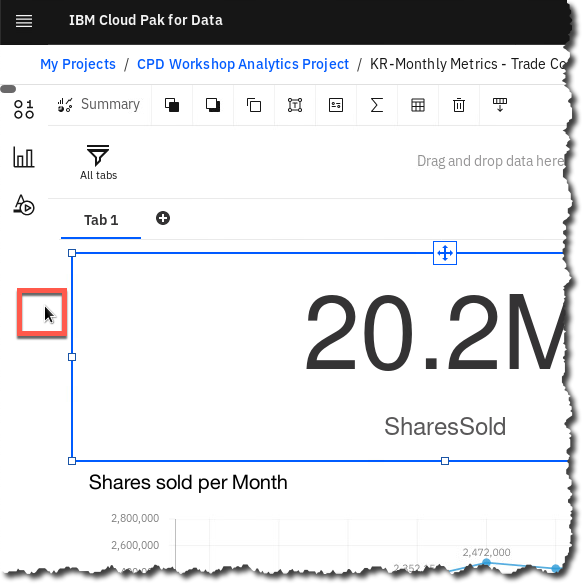 IBM Cloud Pak for Data
My Projects / CPD Workshop Analytics Project / KR-Monthly Metrics - Trade Co
01
Summary
T
All tabs
Drag and drop data here
Tab 1
20.2M
SharesSold
Shares sold per Month
2,800,000
2,600,000
2,472,000